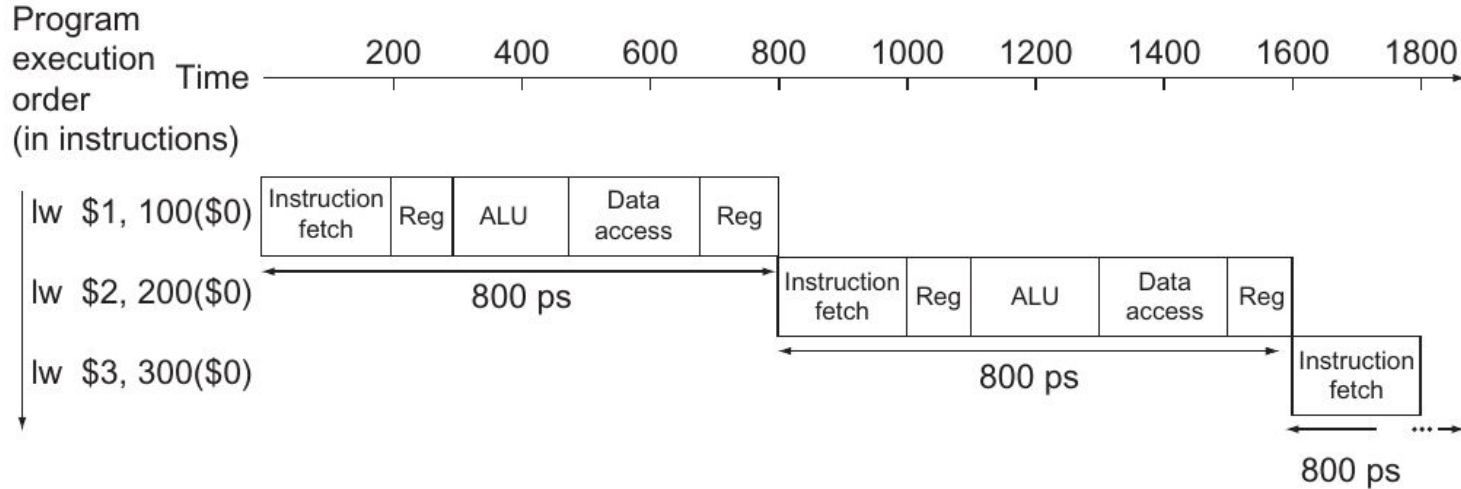 Program
execution
order
(in instructions)
Time
200 400 600 800 1000 1200 1400 1600 1800
lw $1, 100($0)
Instruction
fetch
Reg
ALU
Data
access
Reg
800 ps
lw $2, 200($0)
Instruction
fetch
Reg
ALU
Data
access
Reg
800 ps
lw $3, 300($0)
Instruction
fetch
...
800 ps